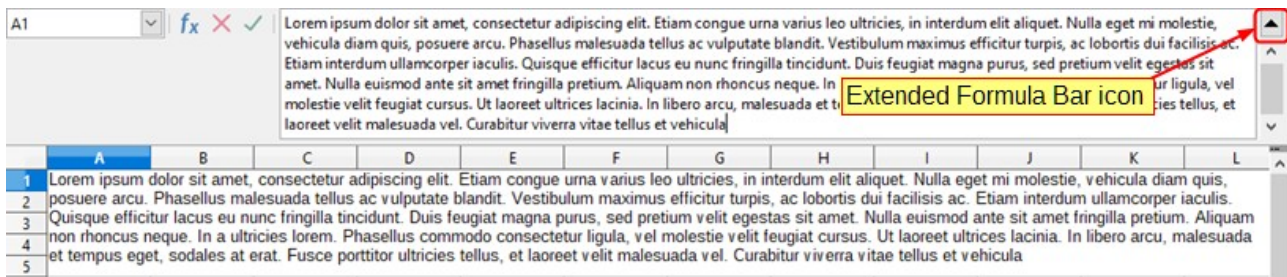 A1
fx
Lorem ipsum dolor sit amet, consectetur adipiscing elit. Etiam congue urna varius leo ultricies, in interdum elit aliquet. Nulla eget mi molestie,
vehicula diam quis, posuere arcu. Phasellus malesuada tellus ac vulputate blandit. Vestibulum maximus efficitur turpis, ac lobortis dui facilisis ac.
Etiam interdum ullamcorper iaculis. Quisque efficitur lacus eu nunc fringilla tincidunt. Duis feugiat magna purus, sed pretium velit egestas sit
amet. Nulla euismod ante sit amet fringilla pretium. Aliquam non rhoncus neque. In ur ligula, vel
molestie velit feugiat cursus. Ut laoreet ultrices lacinia. In libero arcu, malesuada et cies tellus, et
laoreet velit malesuada vel. Curabitur viverra vitae tellus et vehicula
Extended Formula Bar icon
A B C D E F G H I J K L
1 Lorem ipsum dolor sit amet, consectetur adipiscing elit. Etiam congue urna varius leo ultricies, in interdum elit aliquet. Nulla eget mi molestie, vehicula diam quis,
2 posuere arcu. Phasellus malesuada tellus ac vulputate blandit. Vestibulum maximus efficitur turpis, ac lobortis dui facilisis ac. Etiam interdum ullamcorper iaculis.
3 Quisque efficitur lacus eu nunc fringilla tincidunt. Duis feugiat magna purus, sed pretium velit egestas sit amet. Nulla euismod ante sit amet fringilla pretium. Aliquam
4 non rhoncus neque. In a ultricies lorem. Phasellus commodo consectetur ligula, vel molestie velit feugiat cursus. Ut laoreet ultrices lacinia. In libero arcu, malesuada
5 et tempus eget, sodales at erat. Fusce porttitor ultricies tellus, et laoreet velit malesuada vel. Curabitur viverra vitae tellus et vehicula